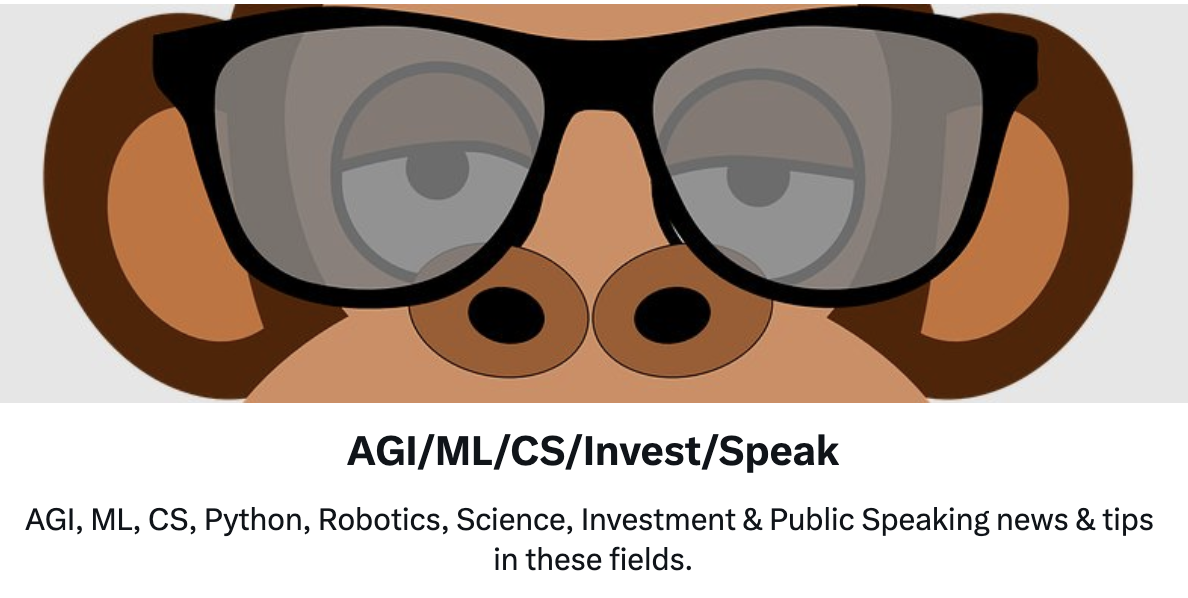 AGI/ML/CS/Invest/Speak
AGI, ML, CS, Python, Robotics, Science, Investment & Public Speaking news & tips
in these fields.